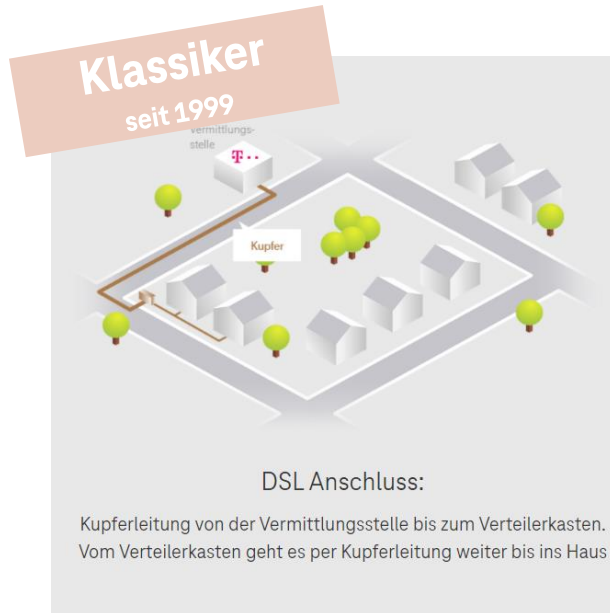 Klassiker
seit 1999
Vermittlungs-
stelle
T··
Kupfer
DSL Anschluss:
Kupferleitung von der Vermittlungsstelle bis zum Verteilerkasten.
Vom Verteilerkasten geht es per Kupferleitung weiter bis ins Haus